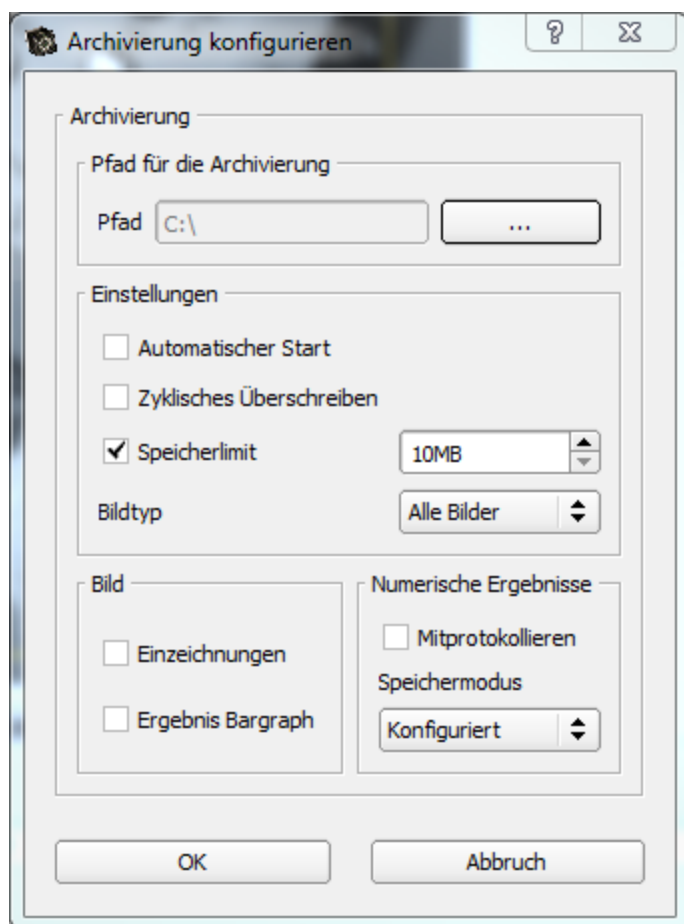 Archivierung konfigurieren
Archivierung
Pfad für die Archivierung
Pfad C:\ ...
Einstellungen
Automatischer Start
Zyklisches Überschreiben
Speicherlimit 10MB
Bildtyp Alle Bilder
Bild
Einzeichnungen
Ergebnis Bargraph
Numerische Ergebnisse
Mitprotokollieren
Speichermodus
Konfiguriert
OK Abbruch